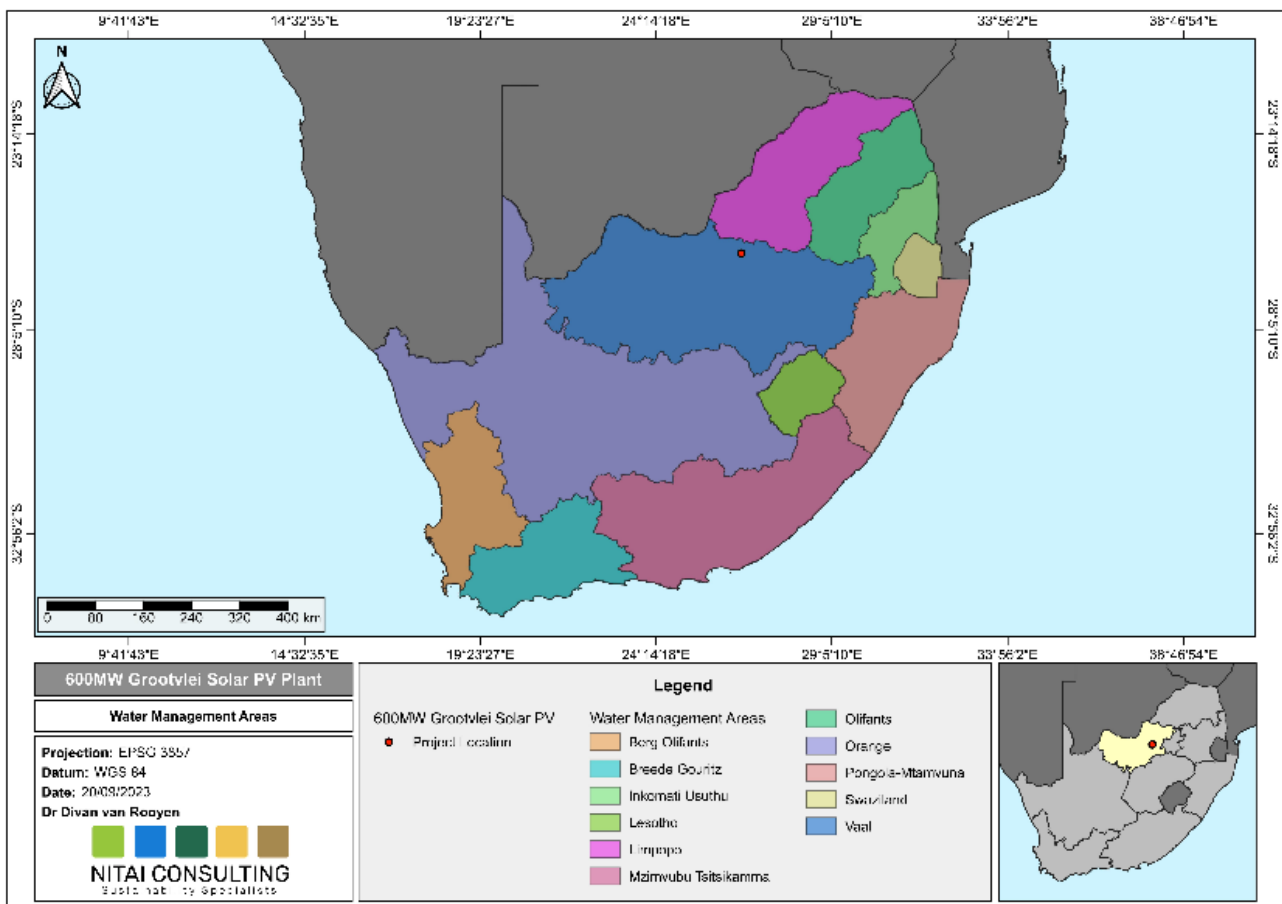 9°41'43"E 14°32'35"E 19°23'27"E 24°14'18"E 29°5'10"E 33°56'2"E 38°46'54"E
N
23°14'18"S 23°14'18"S
28°5'10"S 28°5'10"S
32°56'2"S 32°56'2"S
0 80 160 240 320 400 km
9°41'43"E 14°32'35"E 19°23'27"E 24°14'18"E 29°5'10"E 33°56'2"E 38°46'54"E
600MW Grootvlei Solar PV Plant
Water Management Areas
Projection: EPSG 3857
Datum: WGS 84
Date: 20/09/2023
Dr Divan van Rooyen
NITAI CONSULTING
Sustainability Specialists
Legend
600MW Grootvlei Solar PV
Project Location
Water Management Areas
Berg Olifants
Breede Gouritz
Inkomati Usuthu
Lesotho
Limpopo
Mzimvubu Tsitsikamma
Olifants
Orange
Pongola-Mtamvuna
Swaziland
Vaal